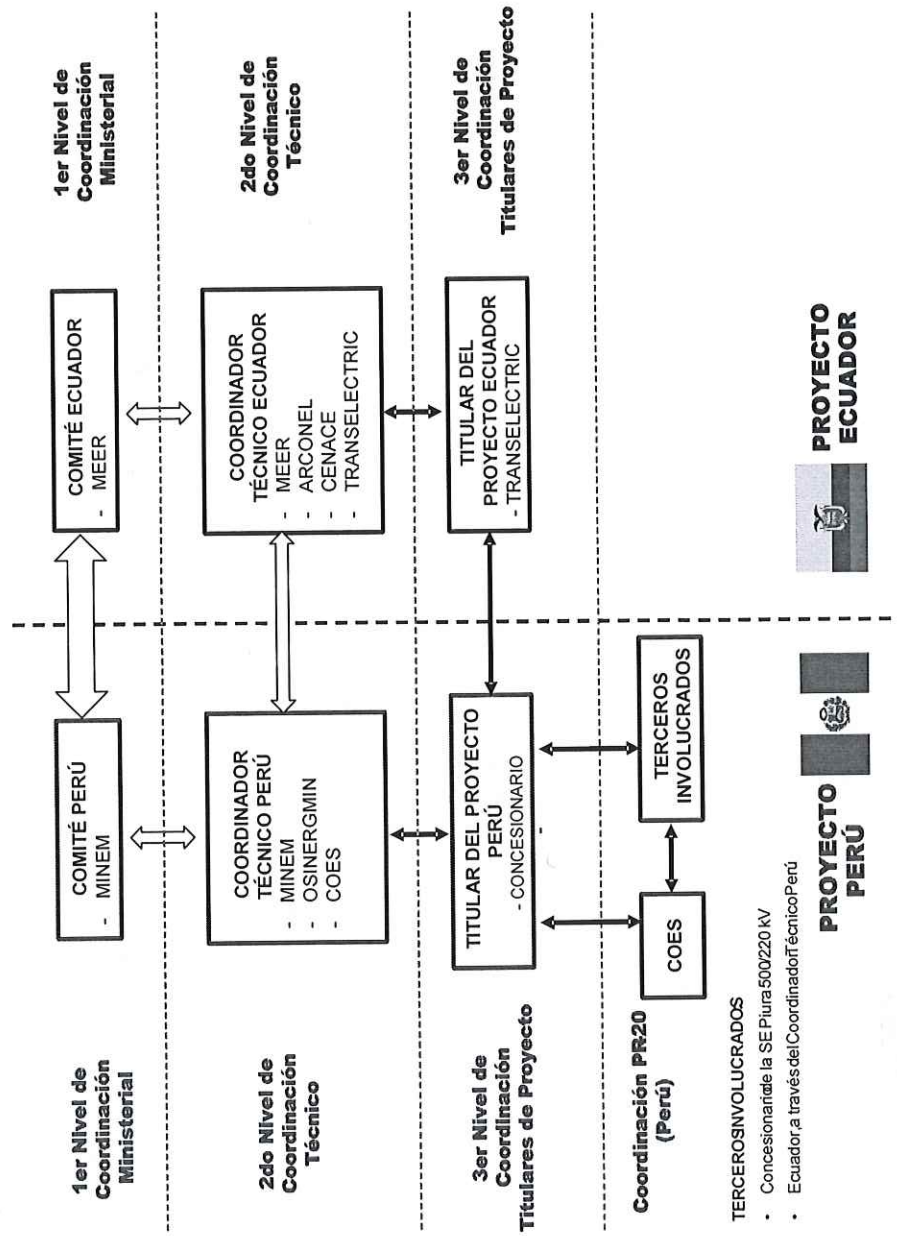 1er Nivel de
Coordinación
Ministerial
COMITÉ PERÚ
- MINEM
COMITÉ ECUADOR
- MEER
1er Nivel de
Coordinación
Ministerial
2do Nivel de
Coordinación
Técnico
COORDINADOR
TÉCNICO PERÚ
- MINEM
- OSINERGMIN
- COES
COORDINADOR
TÉCNICO ECUADOR
- MEER
- ARCONEL
- CENACE
- TRANSELECTRIC
2do Nivel de
Coordinación
Técnico
3er Nivel de
Coordinación
Titulares de Proyecto
TITULAR DEL PROYECTO
PERÚ
- CONCESIONARIO
-
TITULAR DEL
PROYECTO ECUADOR
- TRANSELECTRIC
3er Nivel de
Coordinación
Titulares de Proyecto
Coordinación PR20
(Perú)
COES
TERCEROS
INVOLUCRADOS
TERCEROSINVOLUCRADOS
• Concesionariode la SE Piura500/220 kV
• Ecuador,a través delCoordinadorTécnicoPerú
PROYECTO
PERÚ
PROYECTO
ECUADOR